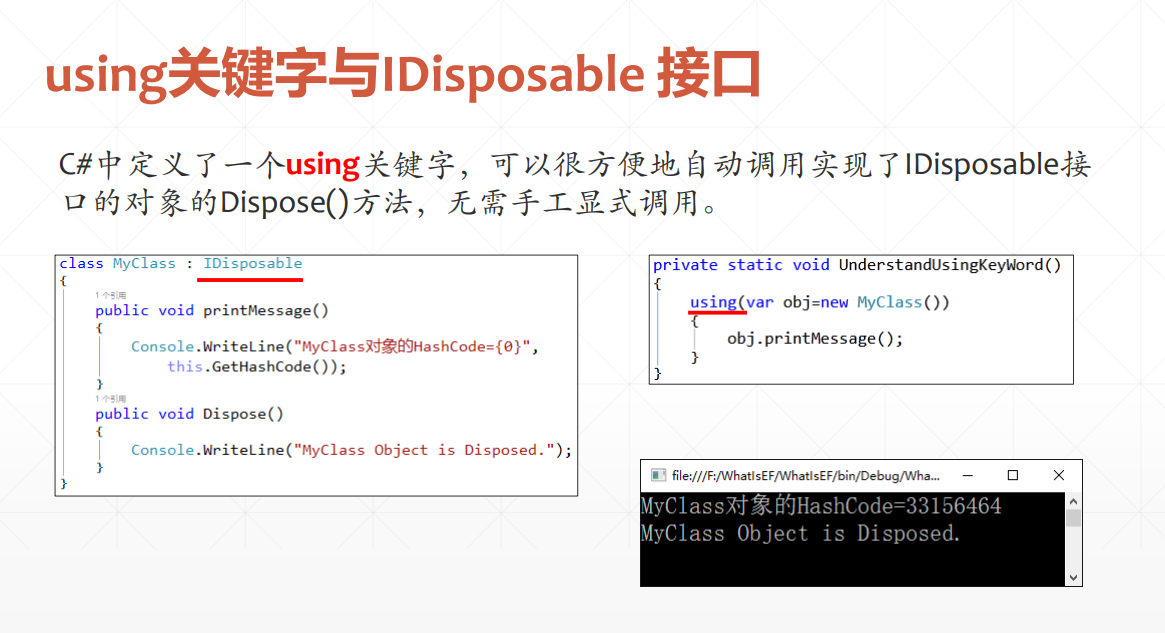 using关键字与IDisposable 接口
C#中定义了一个using关键字，可以很方便地自动调用实现了IDisposable接
口的对象的Dispose()方法，无需手工显式调用。
class MyClass : IDisposable
{
1 个引用
public void printMessage()
{
Console.WriteLine("MyClass对象的HashCode={0}",
this.GetHashCode());
}
1 个引用
public void Dispose()
{
Console.WriteLine("MyClass Object is Disposed.");
}
}
private static void UnderstandUsingKeyWord()
{
using(var obj=new MyClass())
{
obj.printMessage();
}
}
file:///F:/WhatIsEF/WhatIsEF/bin/Debug/Wha...
MyClass对象的HashCode=33156464
MyClass Object is Disposed.